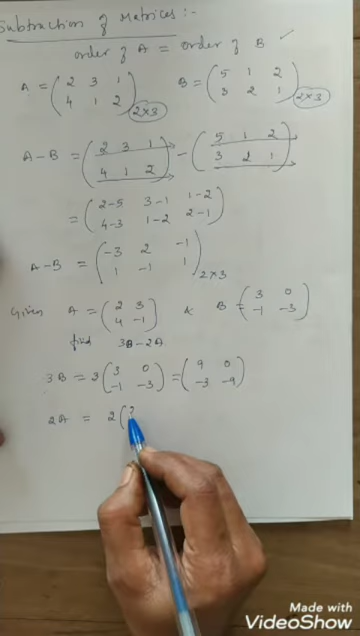 Subtraction of Matrices:-
order of A = order of B ✓
A = (2 3 1 B = (5 1 2
4 1 2) 2×3 3 2 1) 2×3
A-B = (2 3 1 - (5 1 2
4 1 2) 3 2 1)
= (2-5 3-1 1-2
4-3 1-2 2-1)
A-B = (-3 2 -1
1 -1 1) 2×3
Given A = (2 3 & B = (3 0
4 -1) -1 -3)
find 3B-2A
3B = 3(3 0 = (9 0
-1 -3) -3 -9)
2A = 2(2
Made with
VideoShow